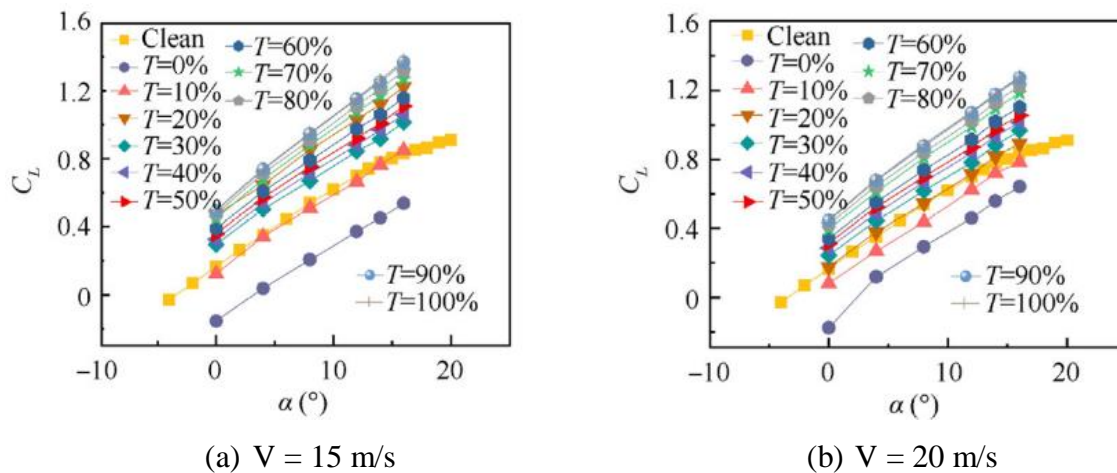 1.6
1.2
0.8
0.4
0
C_L
Clean
T=0%
T=10%
T=20%
T=30%
T=40%
T=50%
T=60%
T=70%
T=80%
T=90%
T=100%
−10 0 10 20
α (°)
(a) V = 15 m/s
1.6
1.2
0.8
0.4
0
C_L
Clean
T=0%
T=10%
T=20%
T=30%
T=40%
T=50%
T=60%
T=70%
T=80%
T=90%
T=100%
−10 0 10 20
α (°)
(b) V = 20 m/s